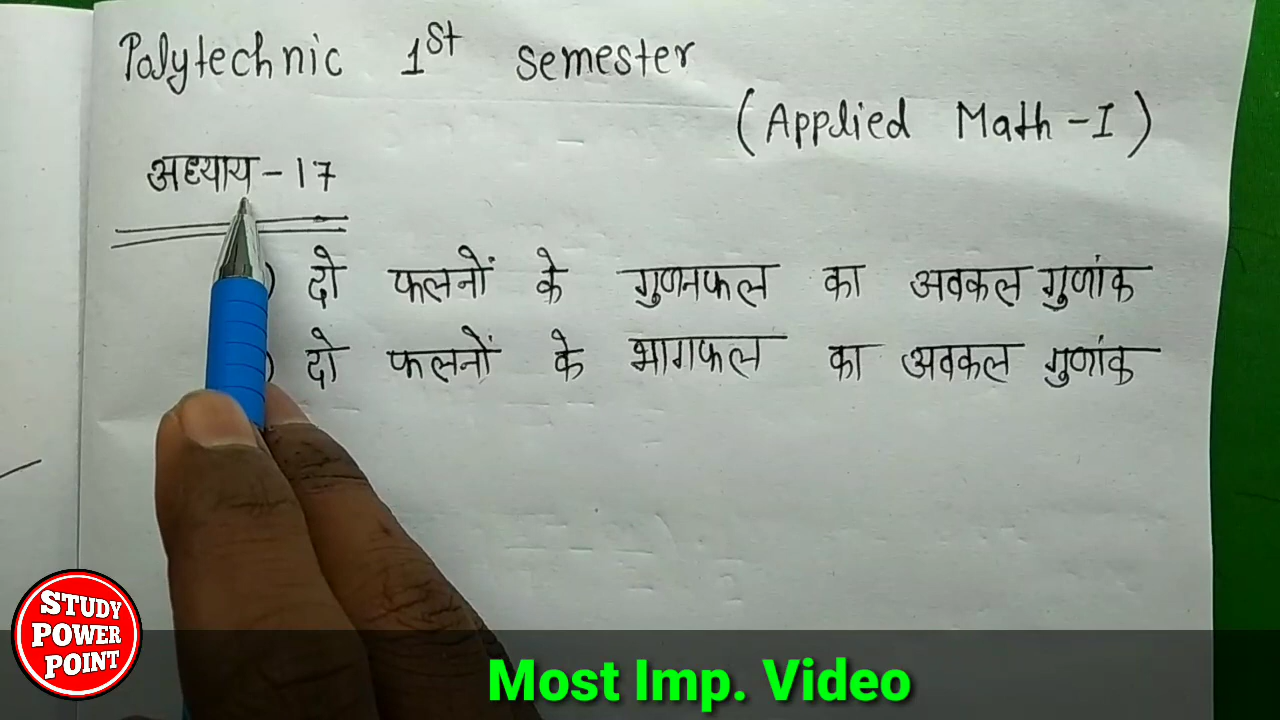 Polytechnic 1st semester
(Applied Math-I)
अध्याय-17
) दो फलनों के गुणनफल का अवकल गुणांक
) दो फलनों के भागफल का अवकल गुणांक
STUDY
POWER
POINT
Most Imp. Video